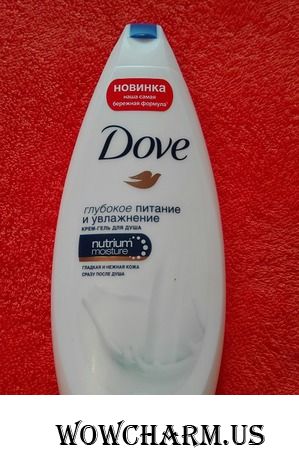 НОВИНКА
наша самая
бережная формула*
Dove
глубокое питание
и увлажнение
КРЕМ-ГЕЛЬ ДЛЯ ДУША
nutrium
moisture
ГЛАДКАЯ И НЕЖНАЯ КОЖА
СРАЗУ ПОСЛЕ ДУША
WOWCHARM.US